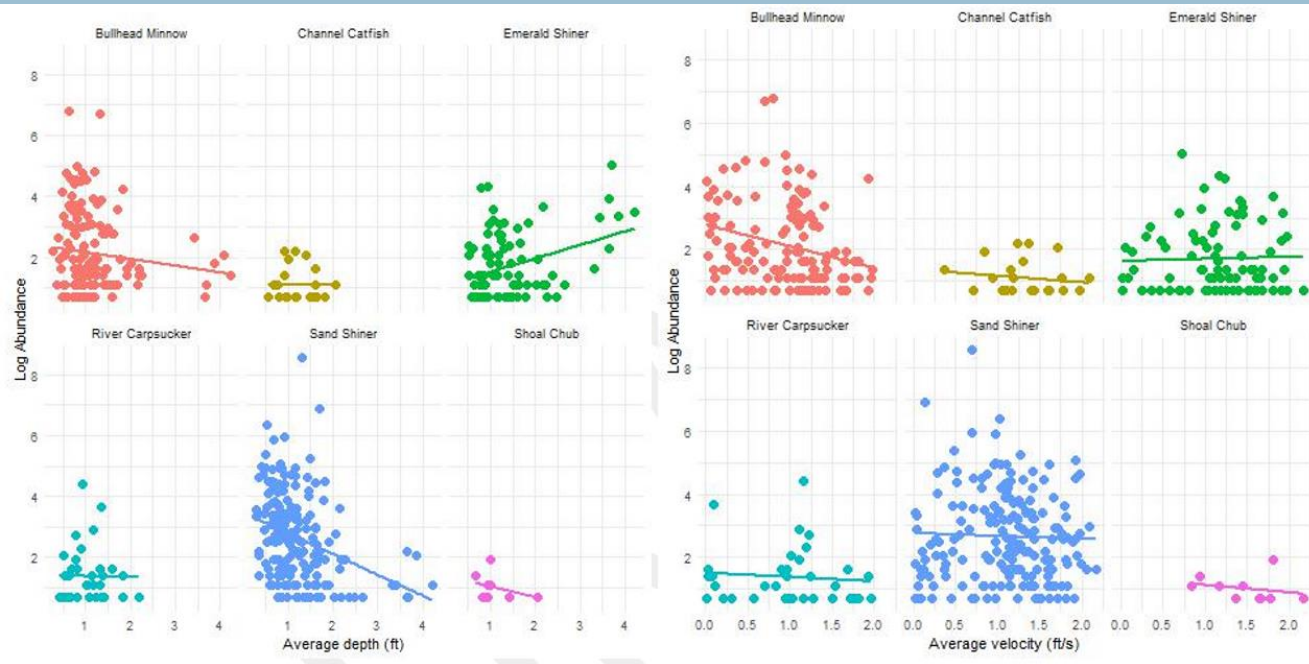 Bullhead Minnow Channel Catfish Emerald Shiner
8
6
4
2
River Carpsucker Sand Shiner Shoal Chub
8
6
4
2
1 2 3 4 1 2 3 4 1 2 3 4
Average depth (ft)
Log Abundance
Bullhead Minnow Channel Catfish Emerald Shiner
8
6
4
2
River Carpsucker Sand Shiner Shoal Chub
8
6
4
2
0.0 0.5 1.0 1.5 2.0 0.0 0.5 1.0 1.5 2.0 0.0 0.5 1.0 1.5 2.0
Average velocity (ft/s)
Log Abundance